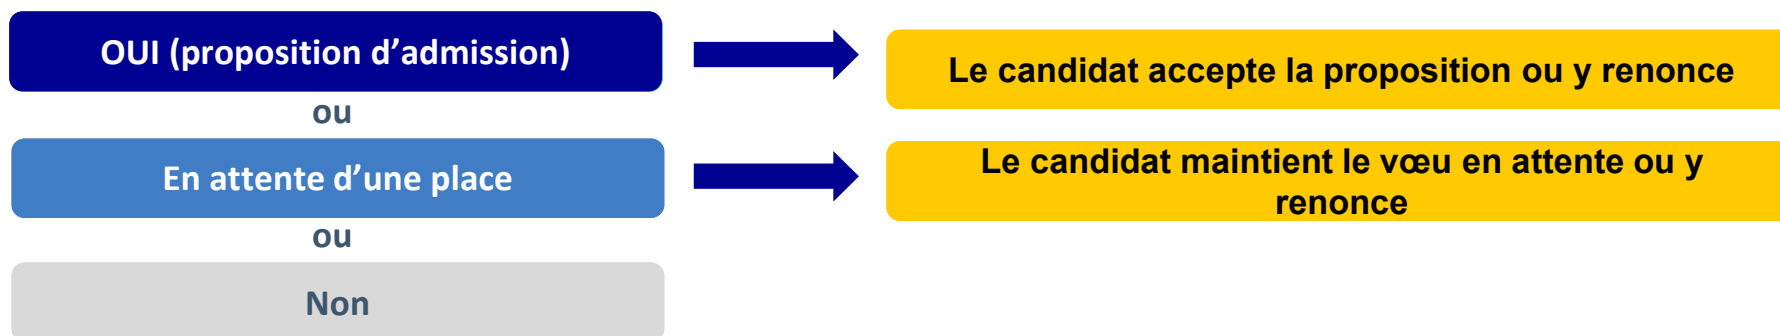 OUI (proposition d’admission)
Le candidat accepte la proposition ou y renonce
ou
En attente d’une place
Le candidat maintient le vœu en attente ou y
renonce
ou
Non